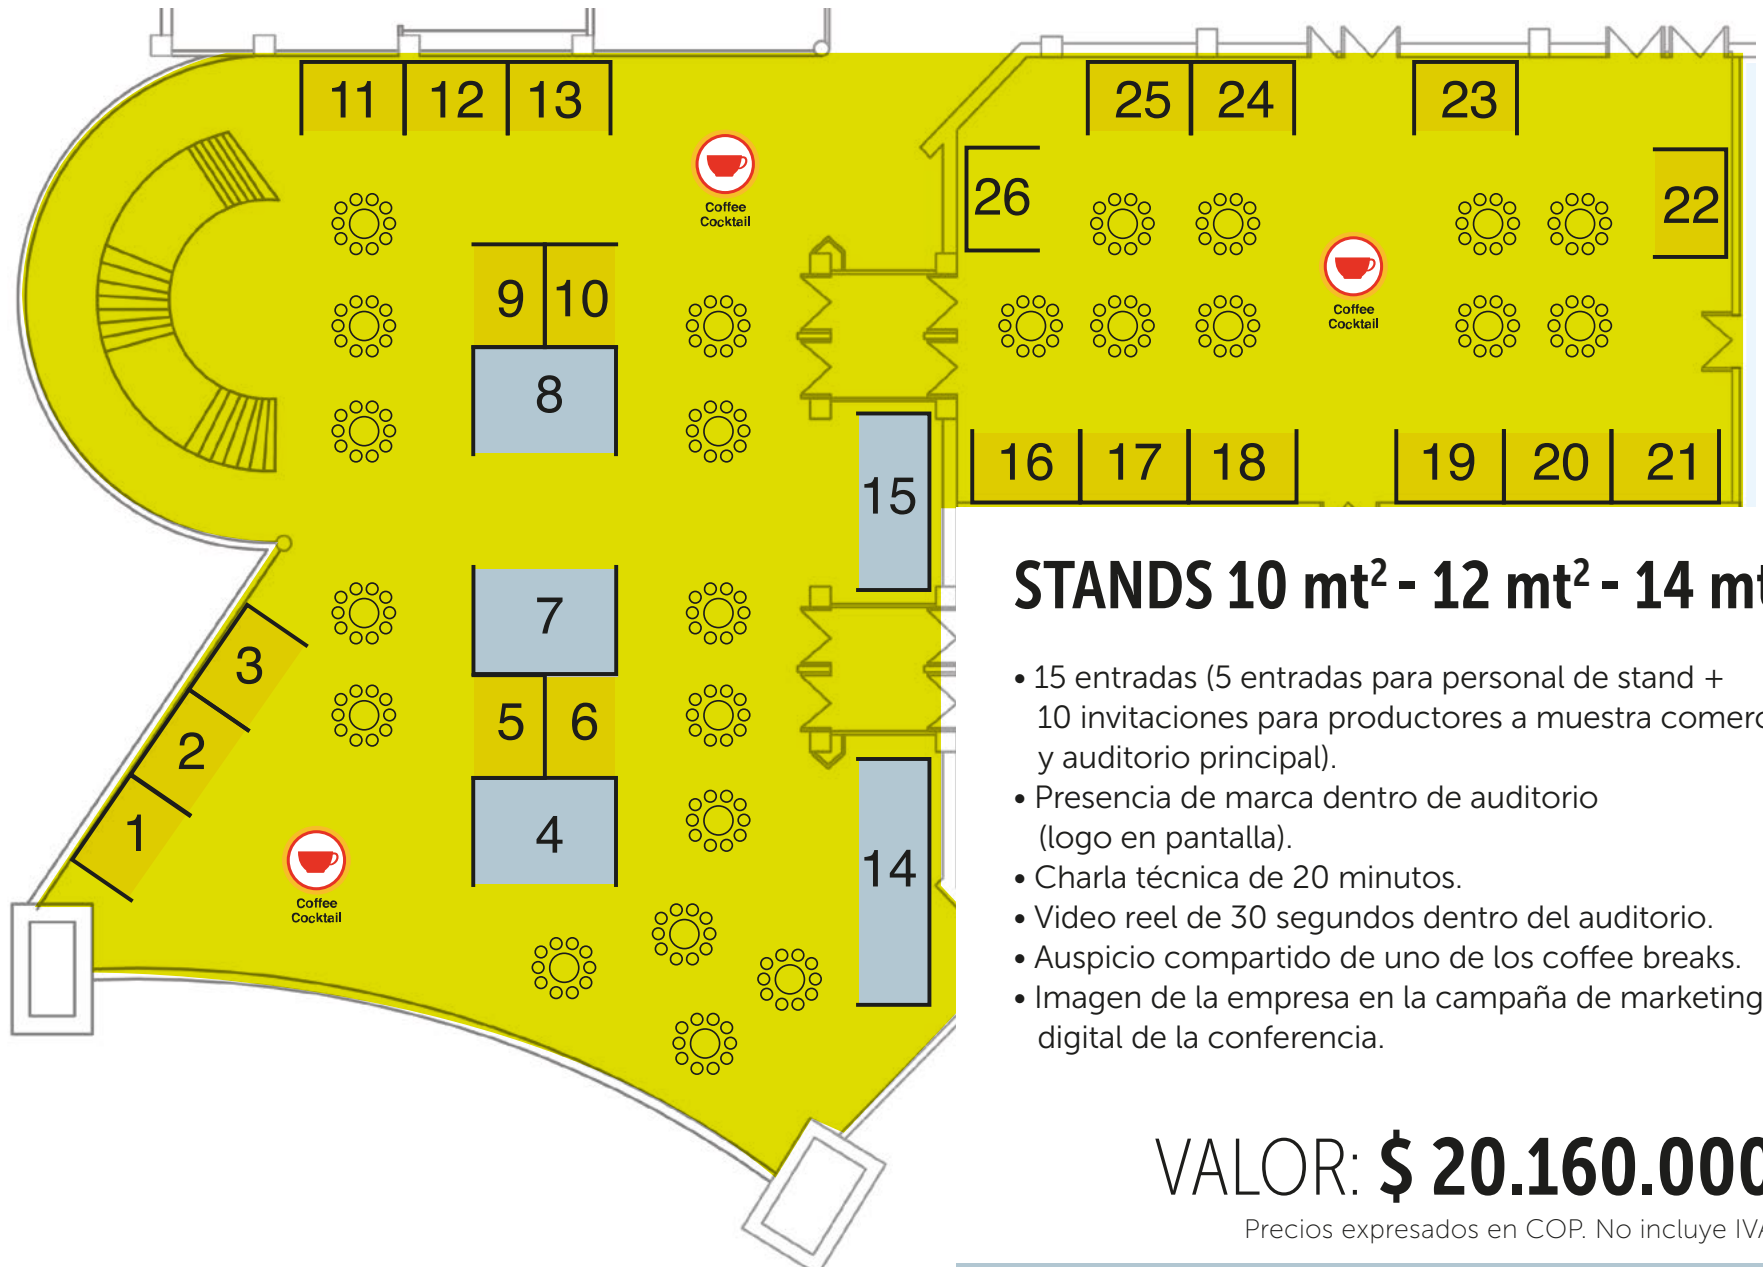 11 12 13
25 24 23
26
22
Coffee
Cocktail
9 10
Coffee
Cocktail
8
15
16 17 18 19 20 21
7
3
2
1
5 6
4
14
Coffee
Cocktail
STANDS 10 mt² - 12 mt² - 14 mt
• 15 entradas (5 entradas para personal de stand +
10 invitaciones para productores a muestra comerc
y auditorio principal).
• Presencia de marca dentro de auditorio
(logo en pantalla).
• Charla técnica de 20 minutos.
• Video reel de 30 segundos dentro del auditorio.
• Auspicio compartido de uno de los coffee breaks.
• Imagen de la empresa en la campaña de marketing
digital de la conferencia.
VALOR: $ 20.160.000
Precios expresados en COP. No incluye IVA